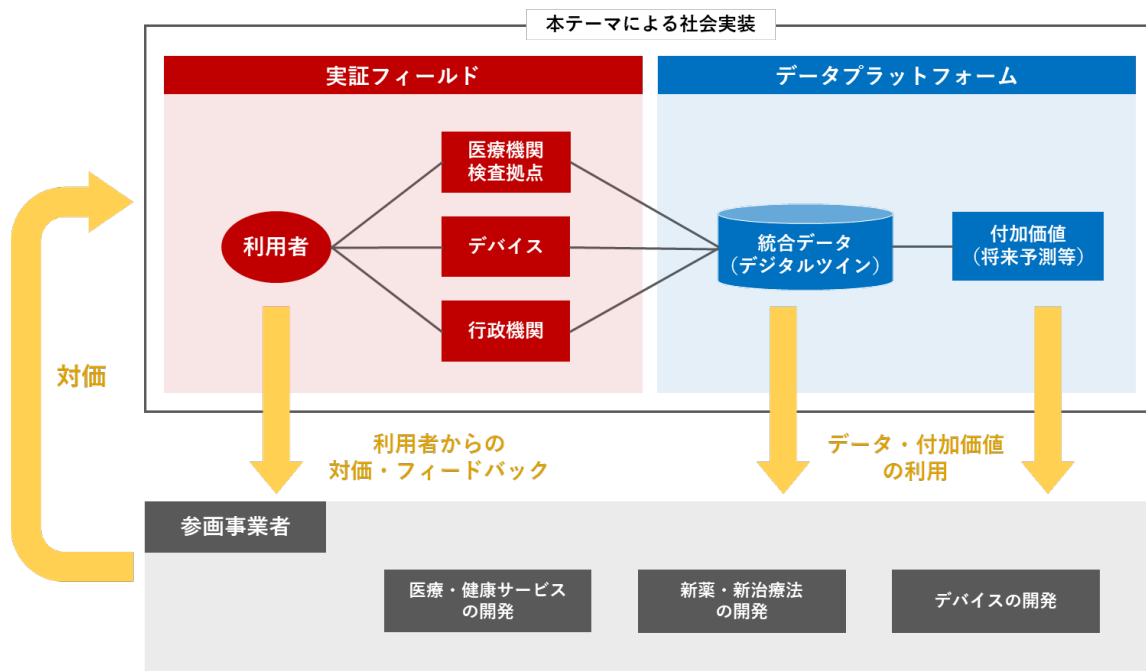 本テーマによる社会実装
実証フィールド
データプラットフォーム
医療機関
検査拠点
利用者
デバイス
行政機関
統合データ
（デジタルツイン）
付加価値
（将来予測等）
対価
利用者からの
対価・フィードバック
データ・付加価値
の利用
参画事業者
医療・健康サービス
の開発
新薬・新治療法
の開発
デバイスの開発